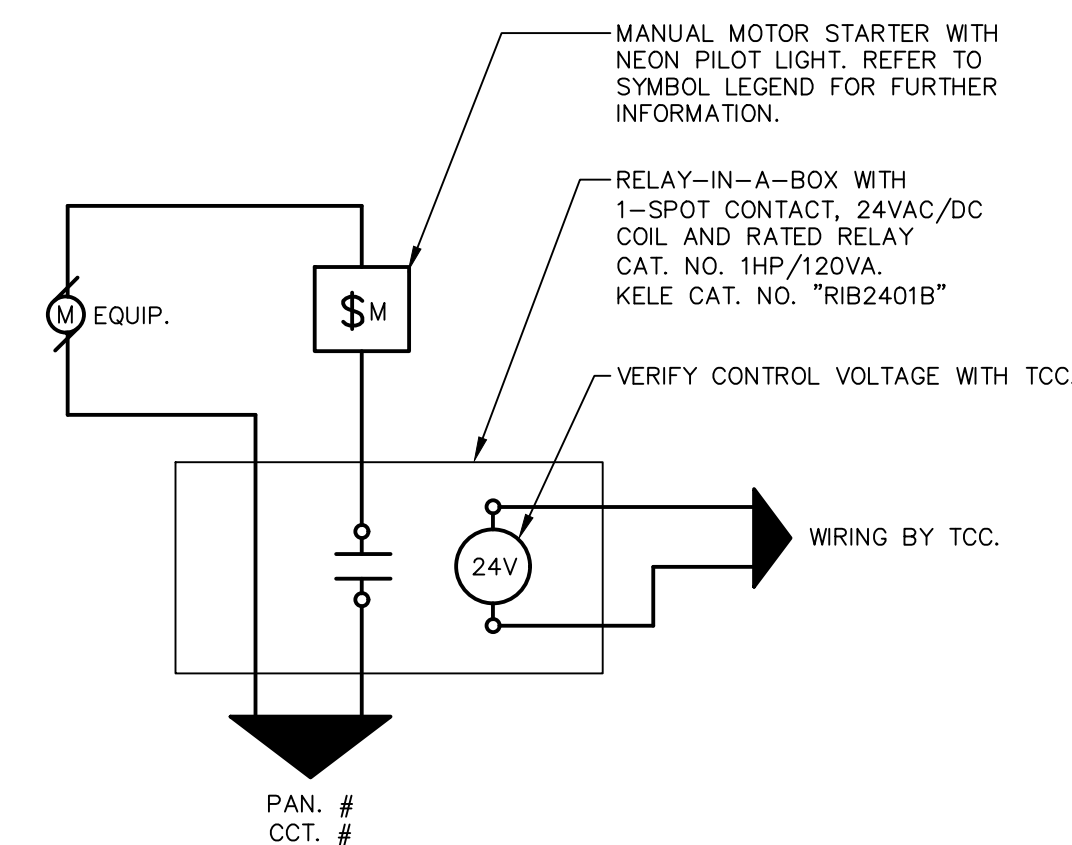 MANUAL MOTOR STARTER WITH
NEON PILOT LIGHT. REFER TO
SYMBOL LEGEND FOR FURTHER
INFORMATION.
RELAY-IN-A-BOX WITH
1-SPOT CONTACT, 24VAC/DC
COIL AND RATED RELAY
CAT. NO. 1HP/120VA.
KELE CAT. NO. "RIB2401B"
M EQUIP.
$M
VERIFY CONTROL VOLTAGE WITH TCC.
24V
WIRING BY TCC.
PAN. #
CCT. #